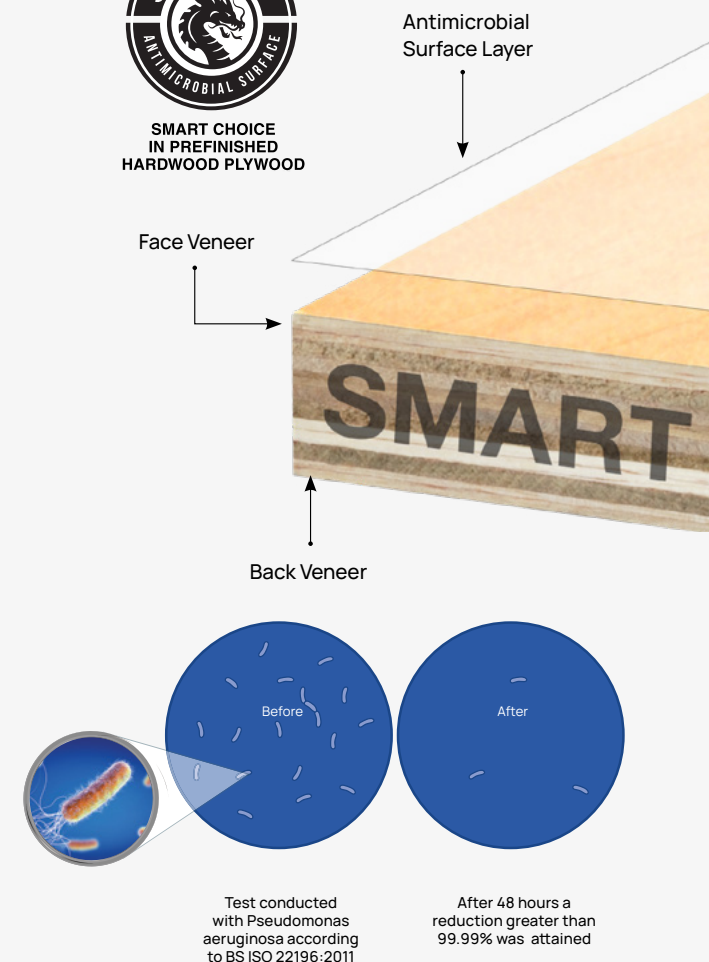 ANTIMICROBIAL SURFACE
SMART CHOICE
IN PREFINISHED
HARDWOOD PLYWOOD
Antimicrobial
Surface Layer
Face Veneer
SMART
Back Veneer
Before
After
Test conducted
with Pseudomonas
aeruginosa according
to BS ISO 22196:2011
After 48 hours a
reduction greater than
99.99% was attained